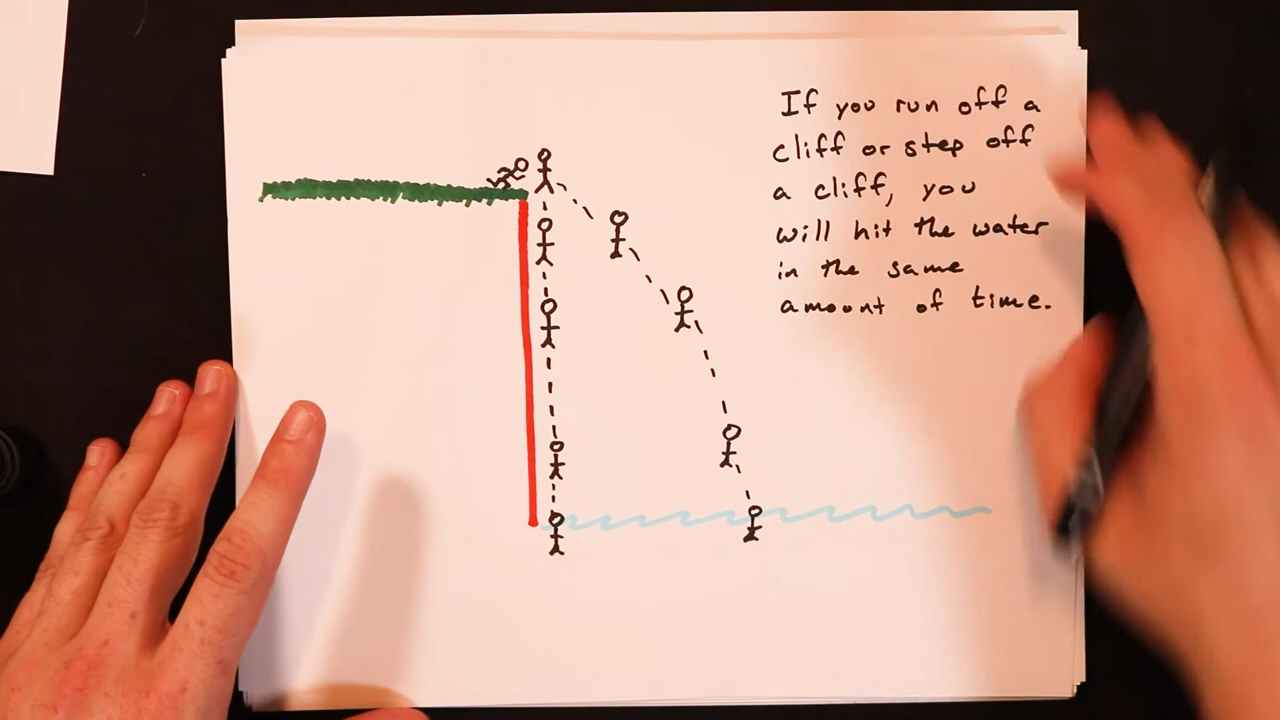 If you run off a
cliff or step off
a cliff, you
will hit the water
in the same
amount of time.